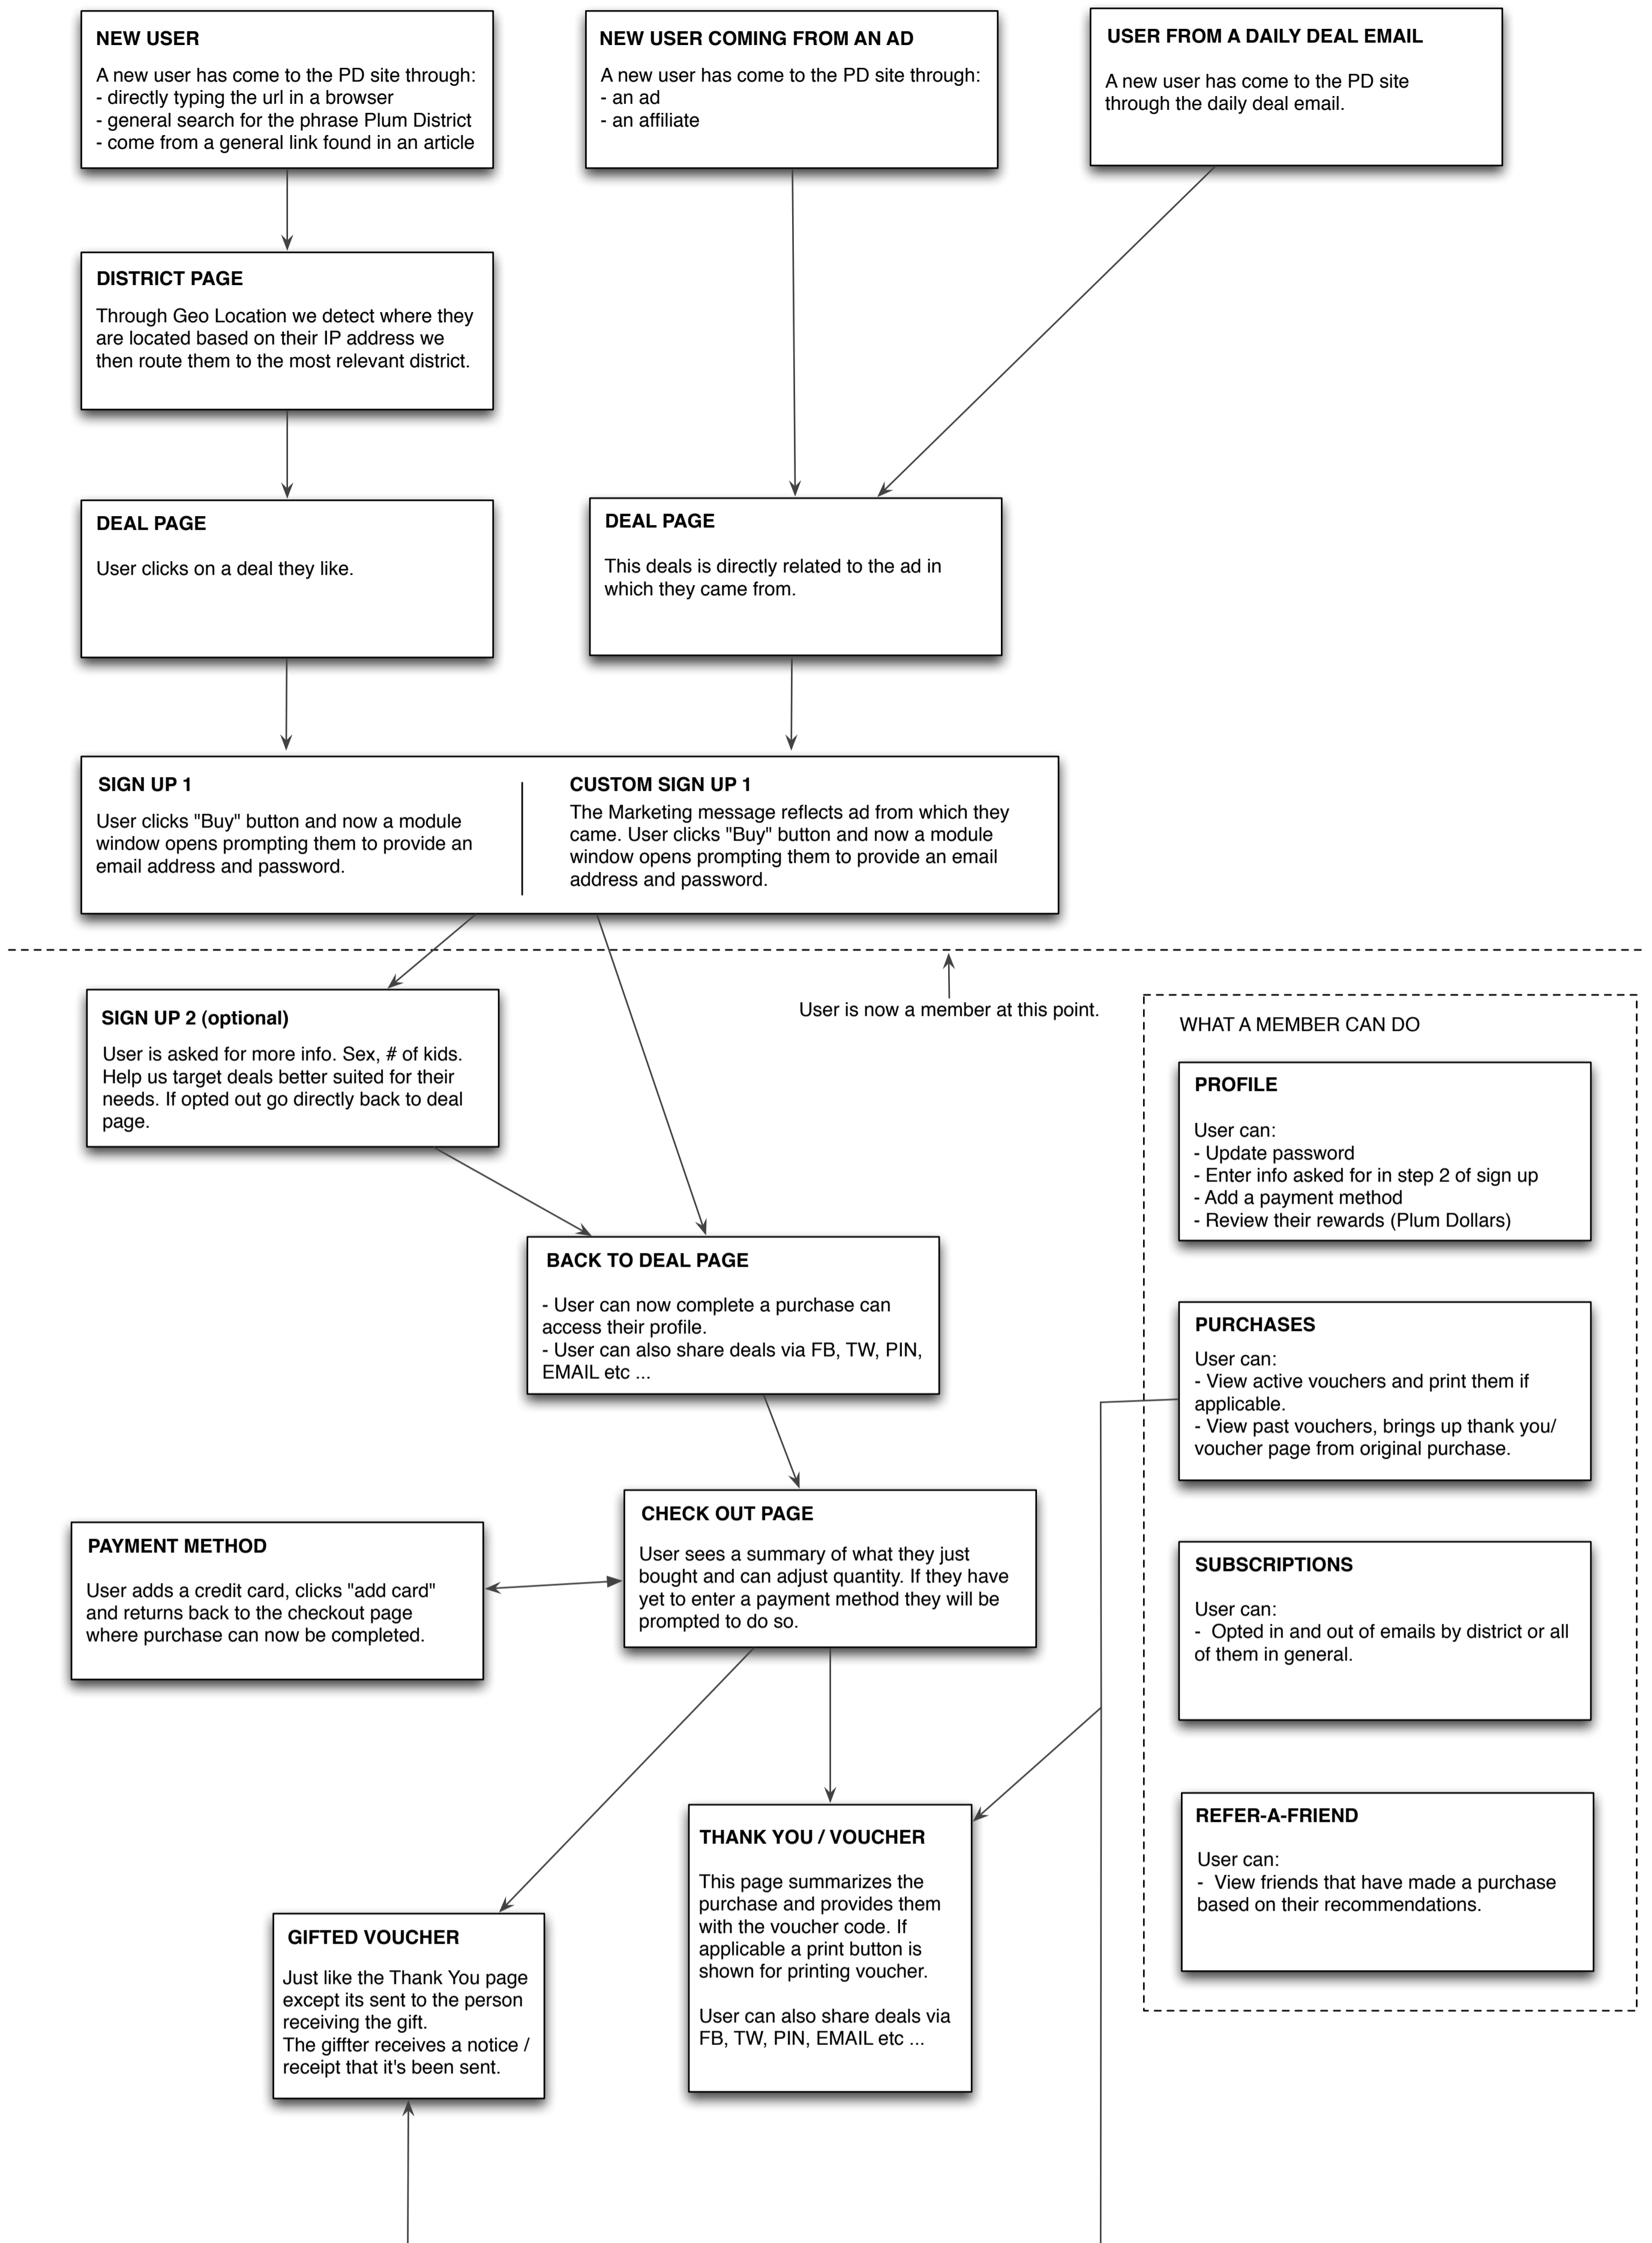 NEW USER
A new user has come to the PD site through:
- directly typing the url in a browser
- general search for the phrase Plum District
- come from a general link found in an article
NEW USER COMING FROM AN AD
A new user has come to the PD site through:
- an ad
- an affiliate
USER FROM A DAILY DEAL EMAIL
A new user has come to the PD site
through the daily deal email.
DISTRICT PAGE
Through Geo Location we detect where they
are located based on their IP address we
then route them to the most relevant district.
DEAL PAGE
User clicks on a deal they like.
DEAL PAGE
This deals is directly related to the ad in
which they came from.
SIGN UP 1
User clicks "Buy" button and now a module
window opens prompting them to provide an
email address and password.
CUSTOM SIGN UP 1
The Marketing message reflects ad from which they
came. User clicks "Buy" button and now a module
window opens prompting them to provide an email
address and password.
User is now a member at this point.
SIGN UP 2 (optional)
User is asked for more info. Sex, # of kids.
Help us target deals better suited for their
needs. If opted out go directly back to deal
page.
WHAT A MEMBER CAN DO
PROFILE
User can:
- Update password
- Enter info asked for in step 2 of sign up
- Add a payment method
- Review their rewards (Plum Dollars)
BACK TO DEAL PAGE
- User can now complete a purchase can
access their profile.
- User can also share deals via FB, TW, PIN,
EMAIL etc ...
PURCHASES
User can:
- View active vouchers and print them if
applicable.
- View past vouchers, brings up thank you/
voucher page from original purchase.
CHECK OUT PAGE
User sees a summary of what they just
bought and can adjust quantity. If they have
yet to enter a payment method they will be
prompted to do so.
PAYMENT METHOD
User adds a credit card, clicks "add card"
and returns back to the checkout page
where purchase can now be completed.
SUBSCRIPTIONS
User can:
- Opted in and out of emails by district or all
of them in general.
REFER-A-FRIEND
User can:
- View friends that have made a purchase
based on their recommendations.
THANK YOU / VOUCHER
This page summarizes the
purchase and provides them
with the voucher code. If
applicable a print button is
shown for printing voucher.
User can also share deals via
FB, TW, PIN, EMAIL etc ...
GIFTED VOUCHER
Just like the Thank You page
except its sent to the person
receiving the gift.
The giffter receives a notice /
receipt that it's been sent.